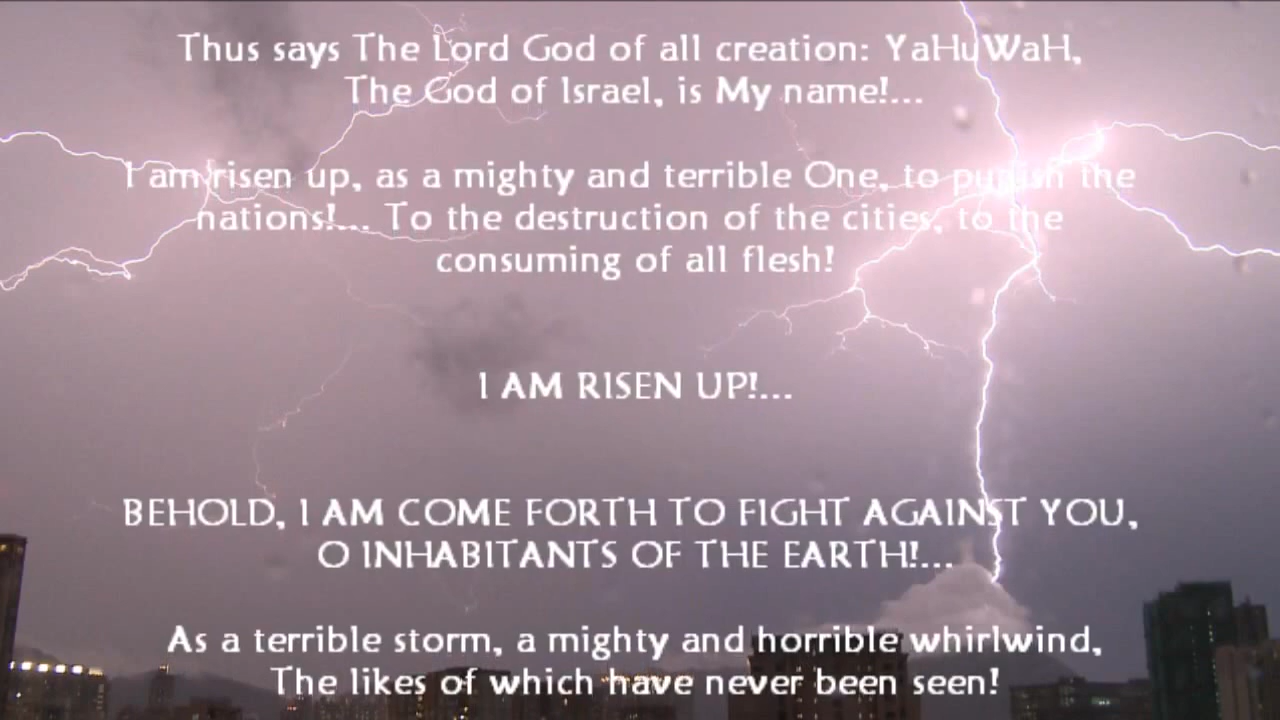 Thus says The Lord God of all creation: YaHuWaH,
The God of Israel, is My name!...
I am risen up, as a mighty and terrible One, to punish the
nations!... To the destruction of the cities, to the
consuming of all flesh!
I AM RISEN UP!...
BEHOLD, I AM COME FORTH TO FIGHT AGAINST YOU,
O INHABITANTS OF THE EARTH!...
As a terrible storm, a mighty and horrible whirlwind,
The likes of which have never been seen!